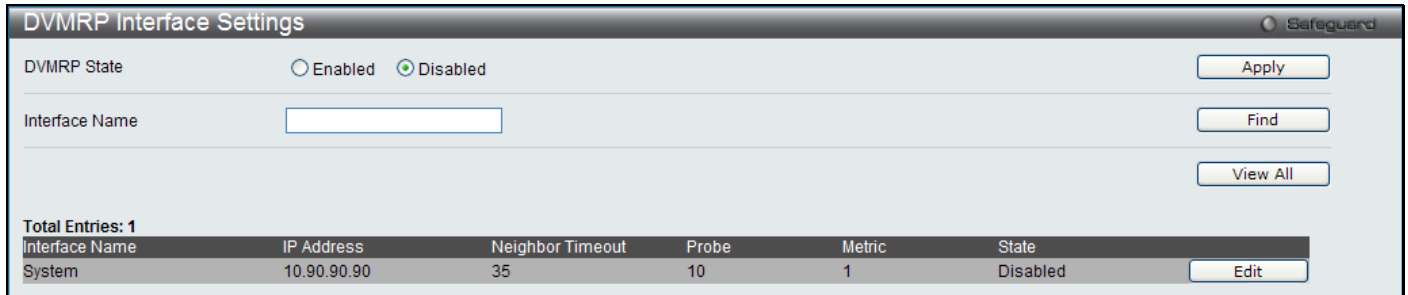 DVMRP Interface Settings Safeguard
DVMRP State Enabled Disabled Apply
Interface Name Find
View All
Total Entries: 1
Interface Name IP Address Neighbor Timeout Probe Metric State
System 10.90.90.90 35 10 1 Disabled Edit